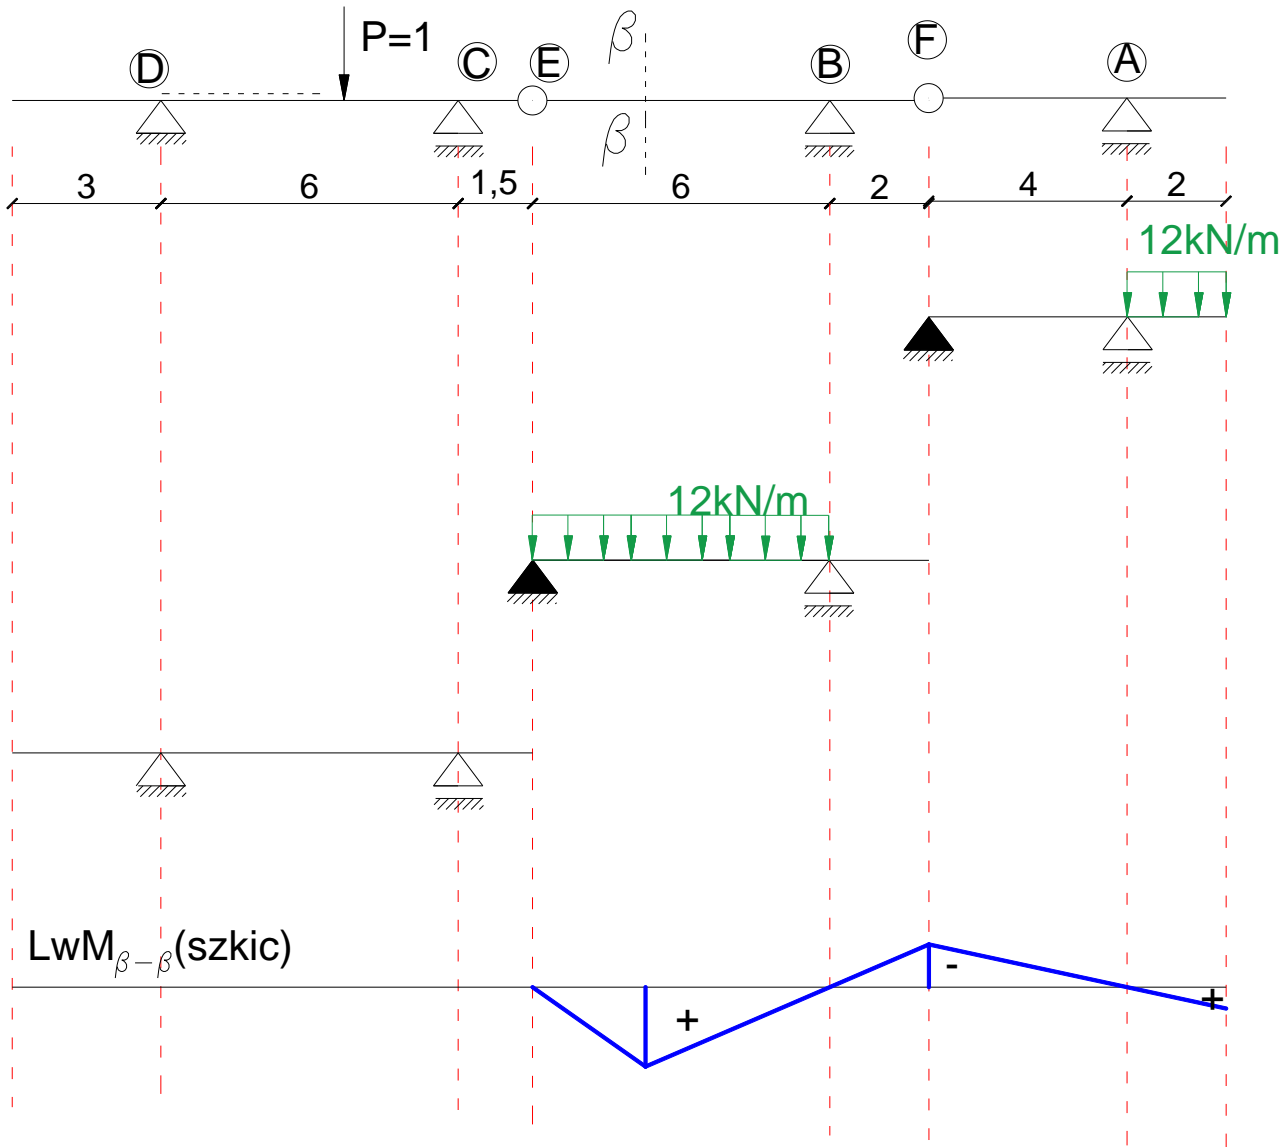 D P=1 C E β B F A
β
3 6 1,5 6 2 4 2
12kN/m
12kN/m
LwMβ−β(szkic)
-
+
+